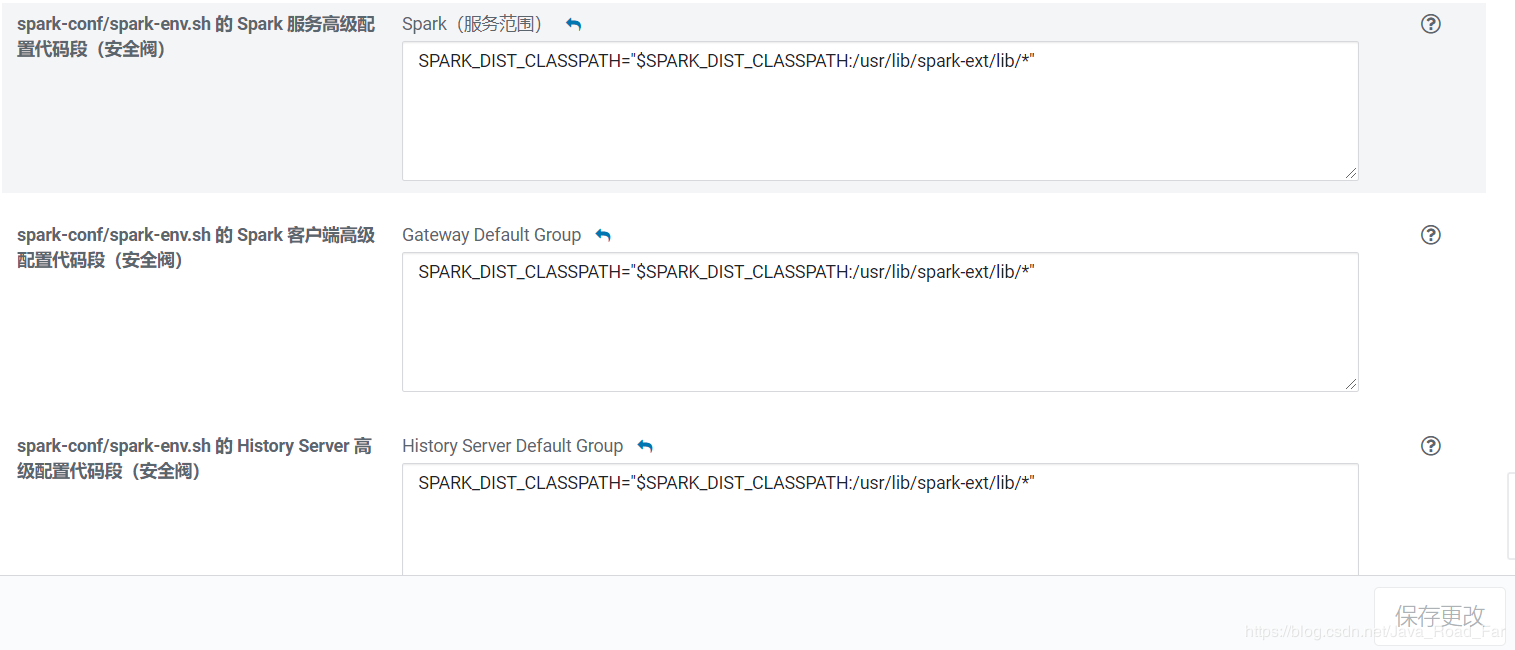 spark-conf/spark-env.sh 的 Spark 服务高级配
置代码段（安全阀）
Spark（服务范围）
SPARK_DIST_CLASSPATH="$SPARK_DIST_CLASSPATH:/usr/lib/spark-ext/lib/*"
spark-conf/spark-env.sh 的 Spark 客户端高级
配置代码段（安全阀）
Gateway Default Group
SPARK_DIST_CLASSPATH="$SPARK_DIST_CLASSPATH:/usr/lib/spark-ext/lib/*"
spark-conf/spark-env.sh 的 History Server 高
级配置代码段（安全阀）
History Server Default Group
SPARK_DIST_CLASSPATH="$SPARK_DIST_CLASSPATH:/usr/lib/spark-ext/lib/*"
保存更改
https://blog.csdn.net/Java_Road_Far